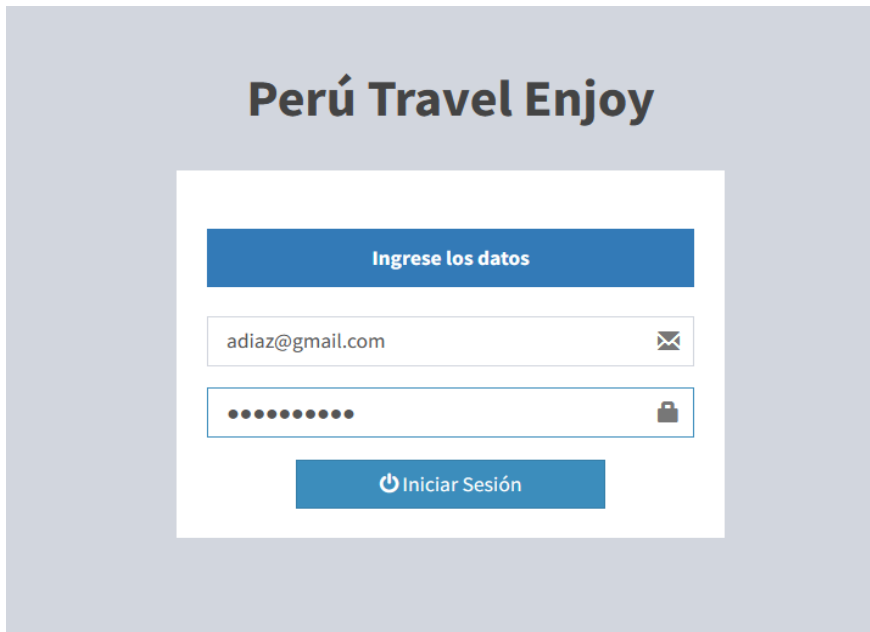 Perú Travel Enjoy
Ingrese los datos
adiaz@gmail.com
••••••••••
Iniciar Sesión